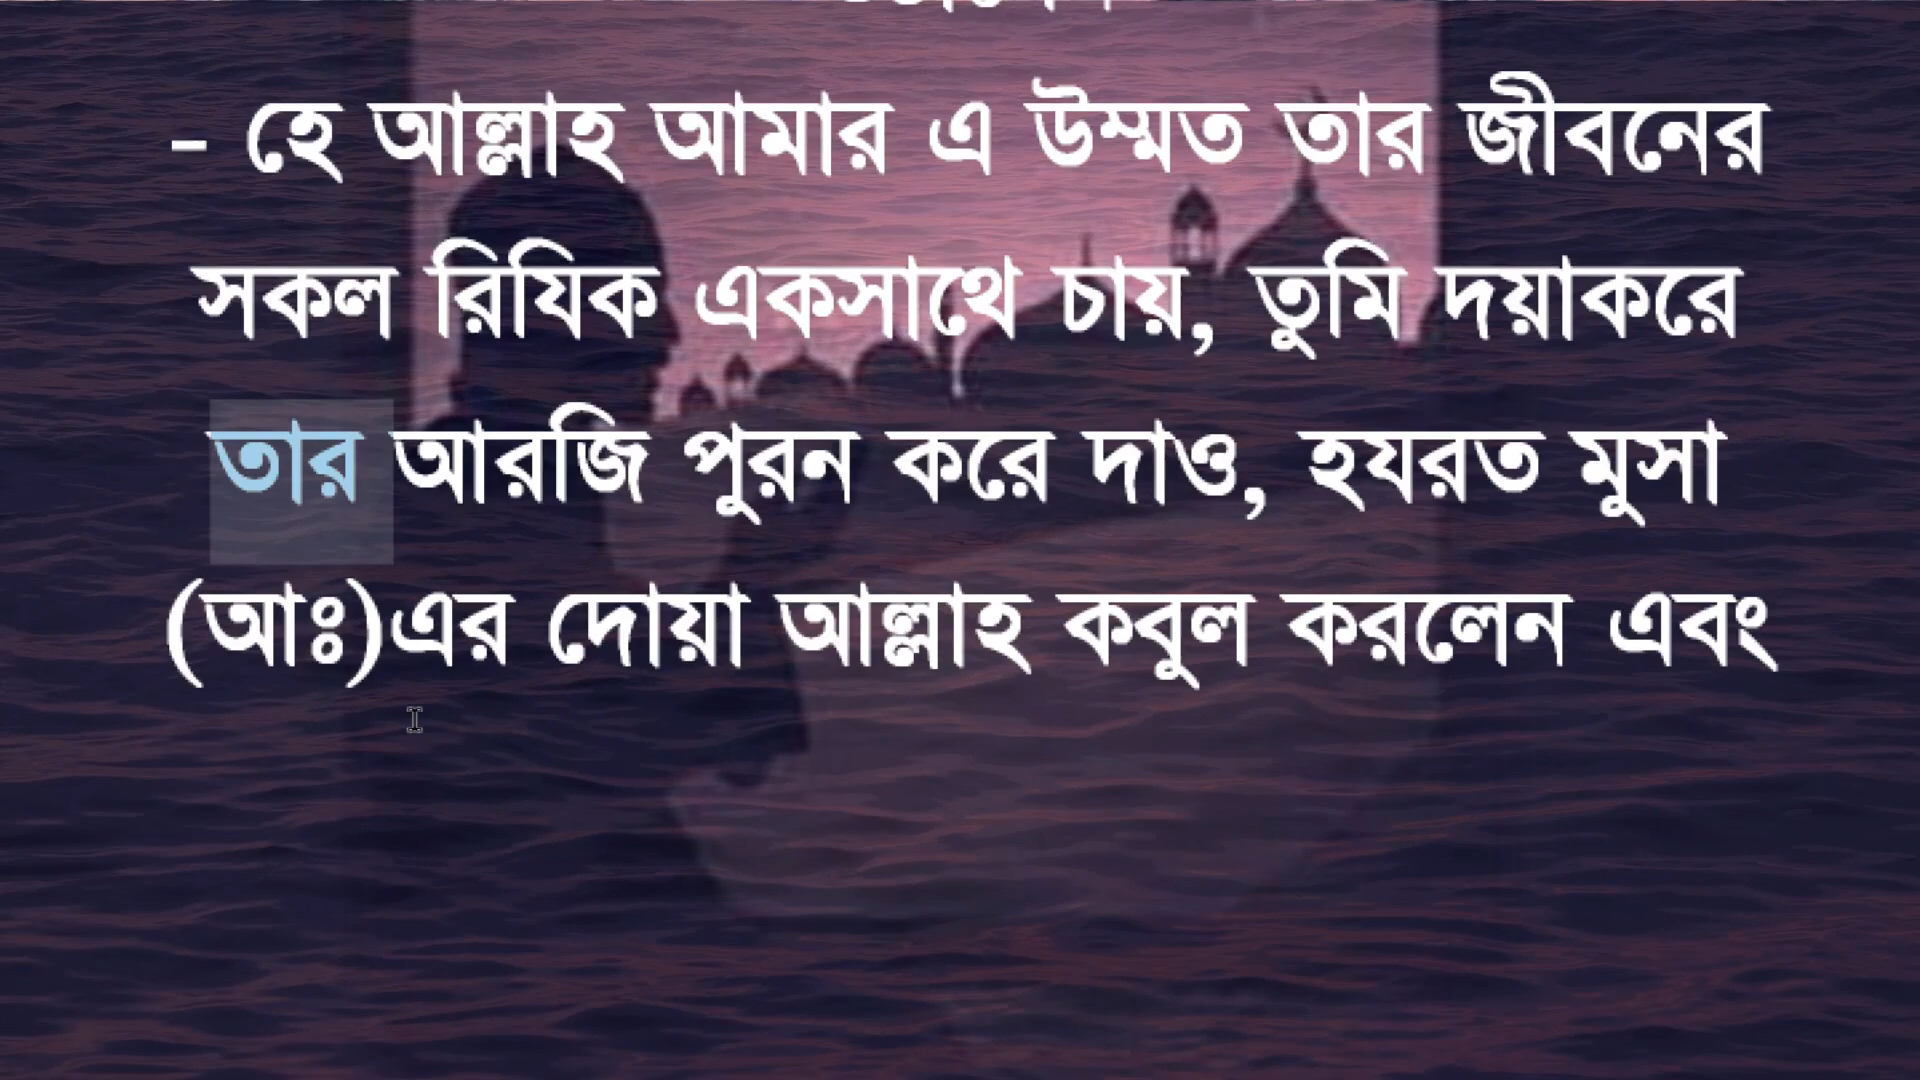 - হে আল্লাহ আমার এ উম্মত তার জীবনের
সকল রিযিক একসাথে চায়, তুমি দয়াকরে
তার আরজি পুরন করে দাও, হযরত মুসা
(আঃ)এর দোয়া আল্লাহ কবুল করলেন এবং